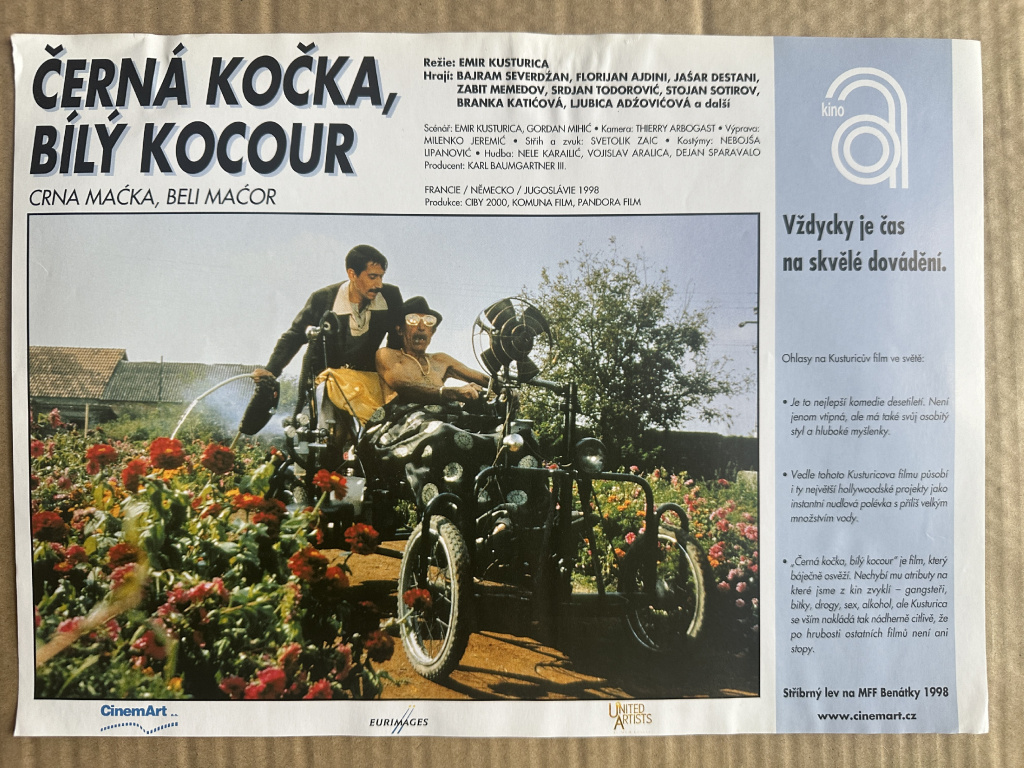 ČERNÁ KOČKA,
BÍLÝ KOCOUR
CRNA MAĆKA, BELI MAĆOR
Režie: EMIR KUSTURICA
Hrají: BAJRAM SEVERDŽAN, FLORIJAN AJDINI, JAŠAR DESTANI,
ZABIT MEMEDOV, SRDJAN TODOROVIĆ, STOJAN SOTIROV,
BRANKA KATIĆOVÁ, LJUBICA ADŽOVIĆOVÁ a další
Scénář: EMIR KUSTURICA, GORDAN MIHIĆ • Kamera: THIERRY ARBOGAST • Výprava:
MILENKO JEREMIĆ • Střih a zvuk: SVETOLIK ZAIC • Kostýmy: NEBOJŠA
LIPANOVIĆ • Hudba: NELE KARAILIĆ, VOJISLAV ARALICA, DEJAN SPARAVALO
Producent: KARL BAUMGARTNER III.
FRANCIE / NĚMECKO / JUGOSLÁVIE 1998
Produkce: CIBY 2000, KOMUNA FILM, PANDORA FILM
kino
a
Vždycky je čas
na skvělé dovádění.
Ohlasy na Kusturicův film ve světě:
• Je to nejlepší komedie desetiletí. Není
jenom vtipná, ale má také svůj osobitý
styl a hluboké myšlenky.
• Vedle tohoto Kusturicova filmu působí
i ty největší hollywoodské projekty jako
instantní nudlová polévka s příliš velkým
množstvím vody.
• „Černá kočka, bílý kocour" je film, který
báječně osvěží. Nechybí mu atributy na
které jsme z kin zvykli – gangsteři,
bitky, drogy, sex, alkohol, ale Kusturica
se vším nakládá tak nádherně citlivě, že
po hrubosti ostatních filmů není ani
stopy.
Stříbrný lev na MFF Benátky 1998
www.cinemart.cz
CinemArt ..
EURIMAGES
UNITED
ARTISTS